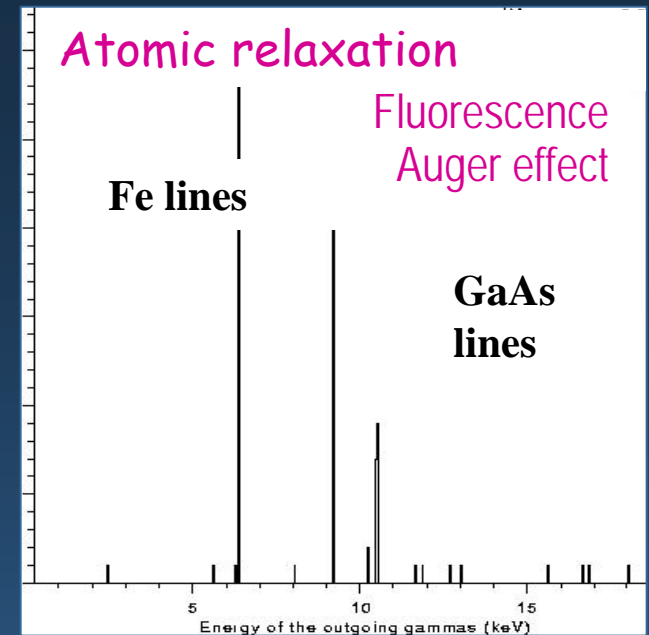 Atomic relaxation
Fluorescence
Auger effect
Fe lines
GaAs
lines
5
10
15
Energy of the outgoing gammas (keV)